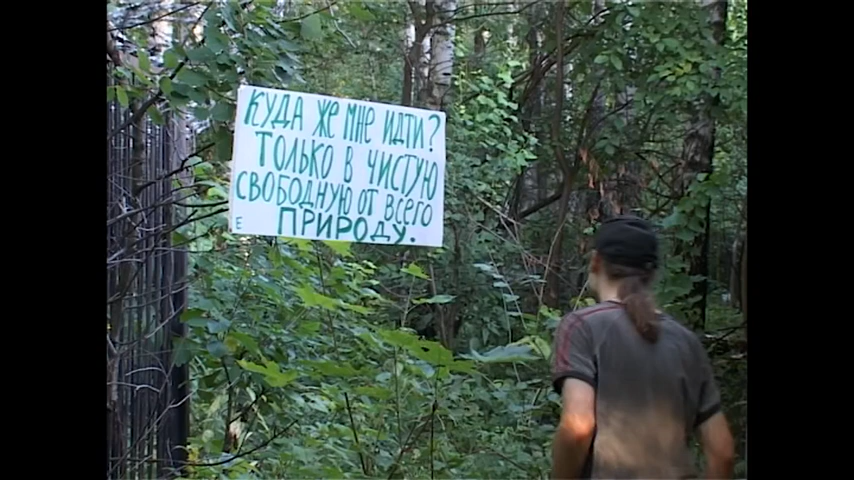 КУДА ЖЕ МНЕ ИДТИ?
ТОЛЬКО В ЧИСТУЮ
СВОБОДНУЮ ОТ ВСЕГО
ПРИРОДУ.
Е